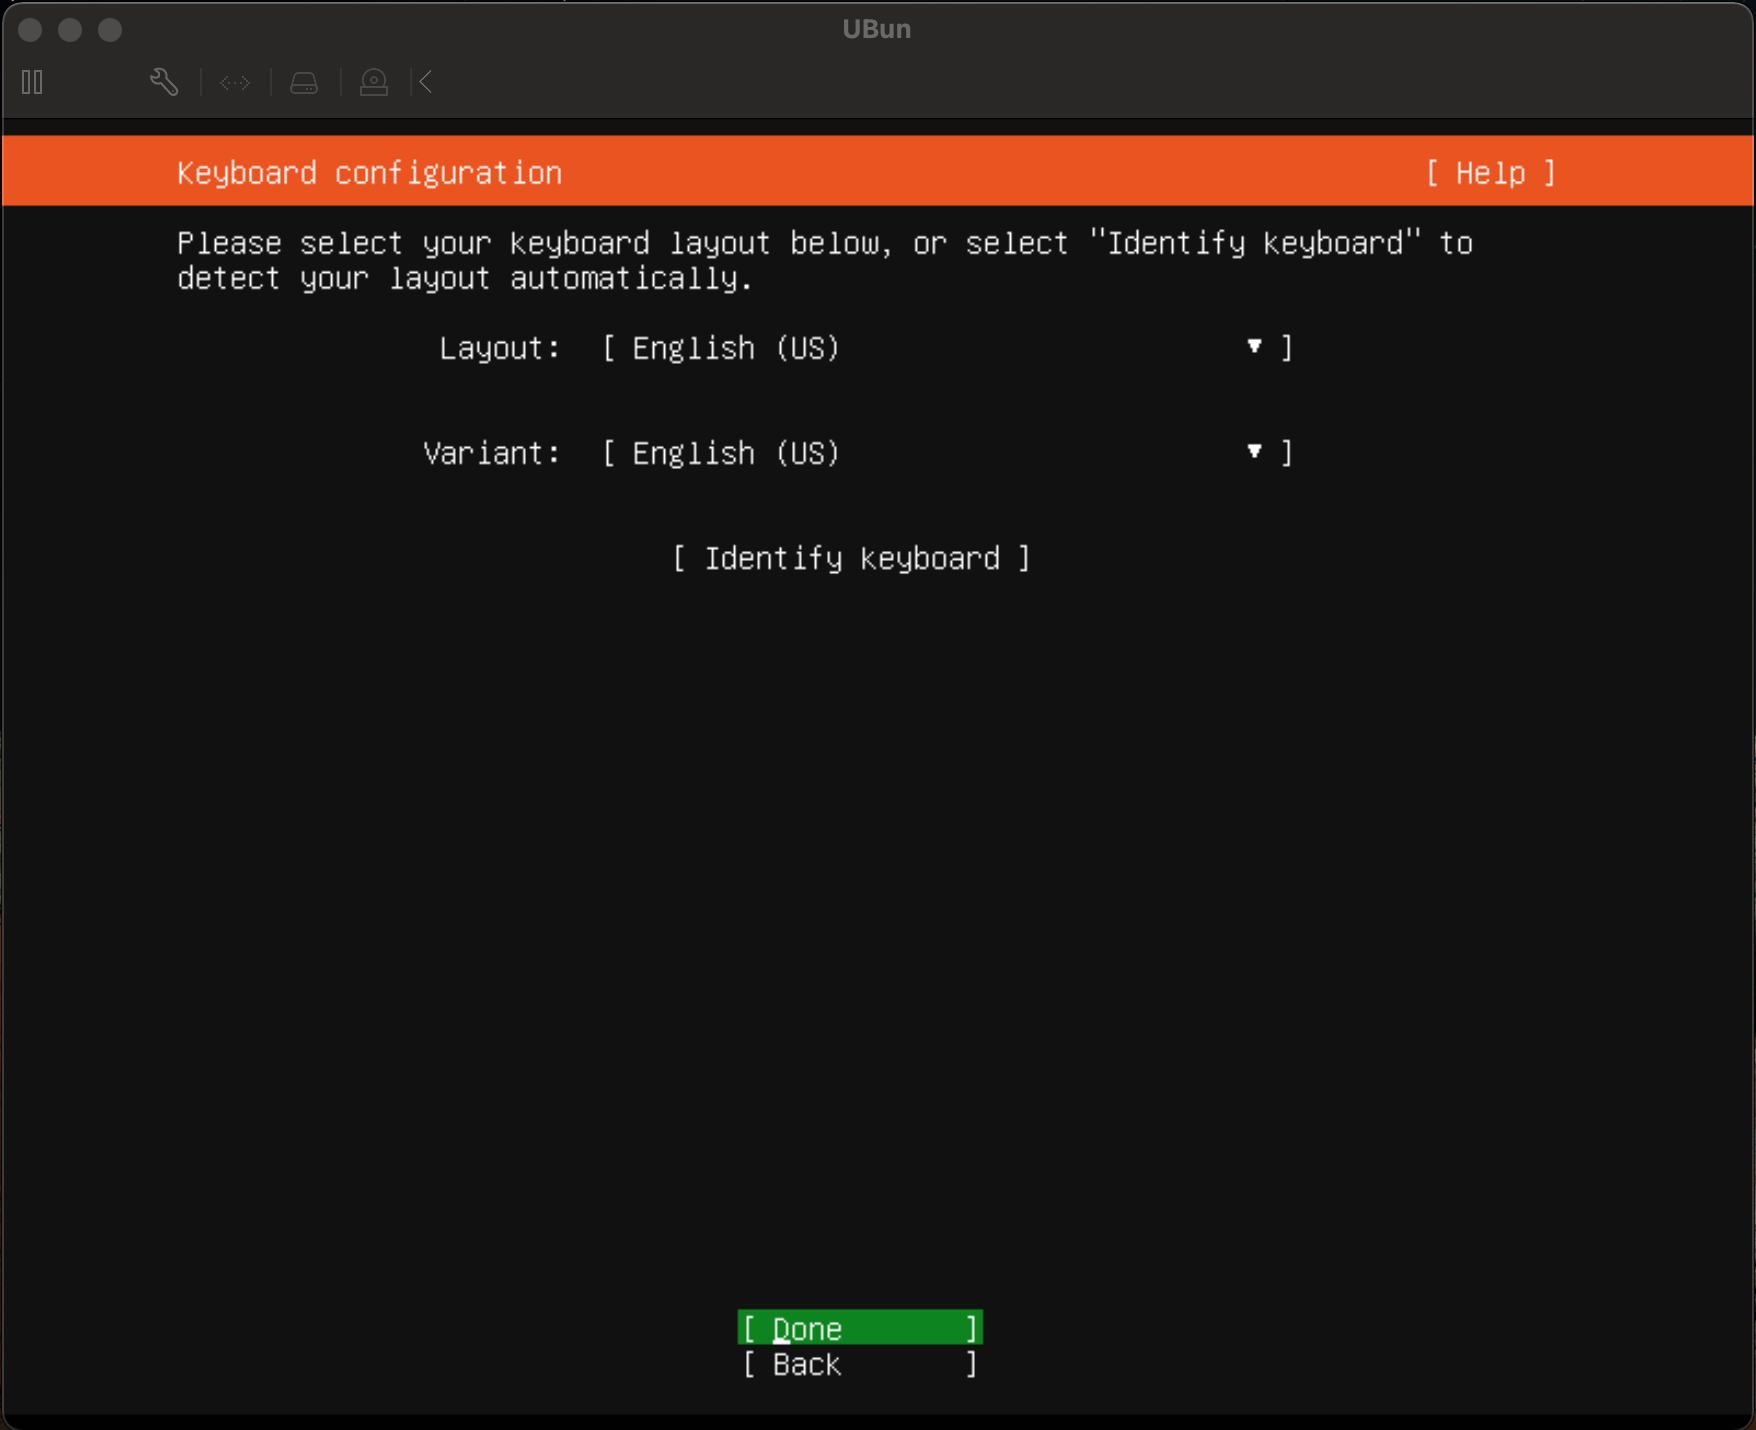 UBun
Keyboard configuration [ Help ]
Please select your keyboard layout below, or select "Identify keyboard" to
detect your layout automatically.
Layout: [ English (US) ▾ ]
Variant: [ English (US) ▾ ]
[ Identify keyboard ]
[ Done ]
[ Back ]